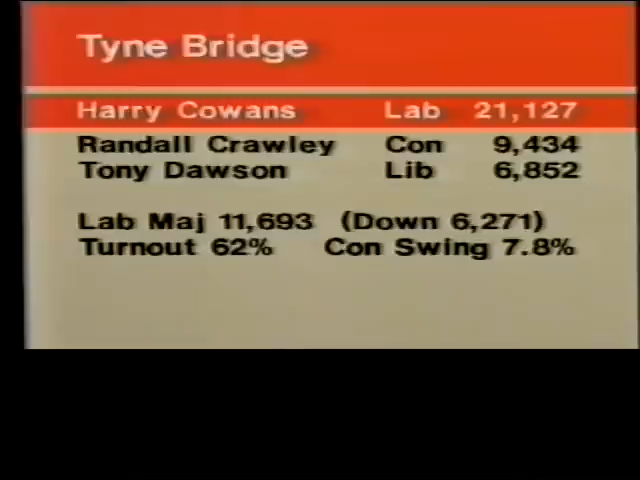 Tyne Bridge
Harry Cowans Lab 21,127
Randall Crawley Con 9,434
Tony Dawson Lib 6,852
Lab Maj 11,693 (Down 6,271)
Turnout 62% Con Swing 7.8%